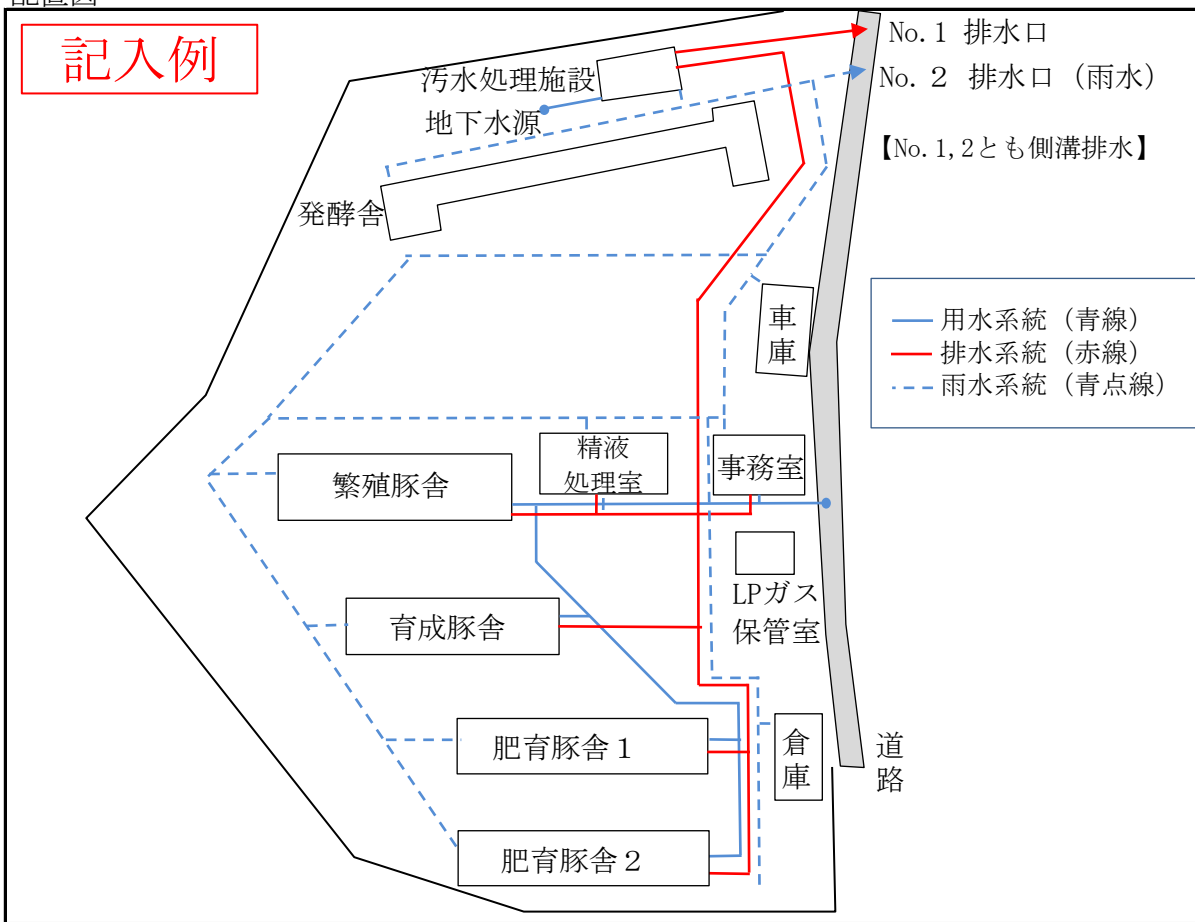 配置図
記入例
No.1 排水口
汚水処理施設
No.２ 排水口（雨水）
地下水源
【No.1,2とも側溝排水】
発酵舎
車
庫
用水系統（青線）
排水系統（赤線）
雨水系統（青点線）
精液
処理室
事務室
繁殖豚舎
LPガス
保管室
育成豚舎
肥育豚舎１
倉
庫
道
路
肥育豚舎２